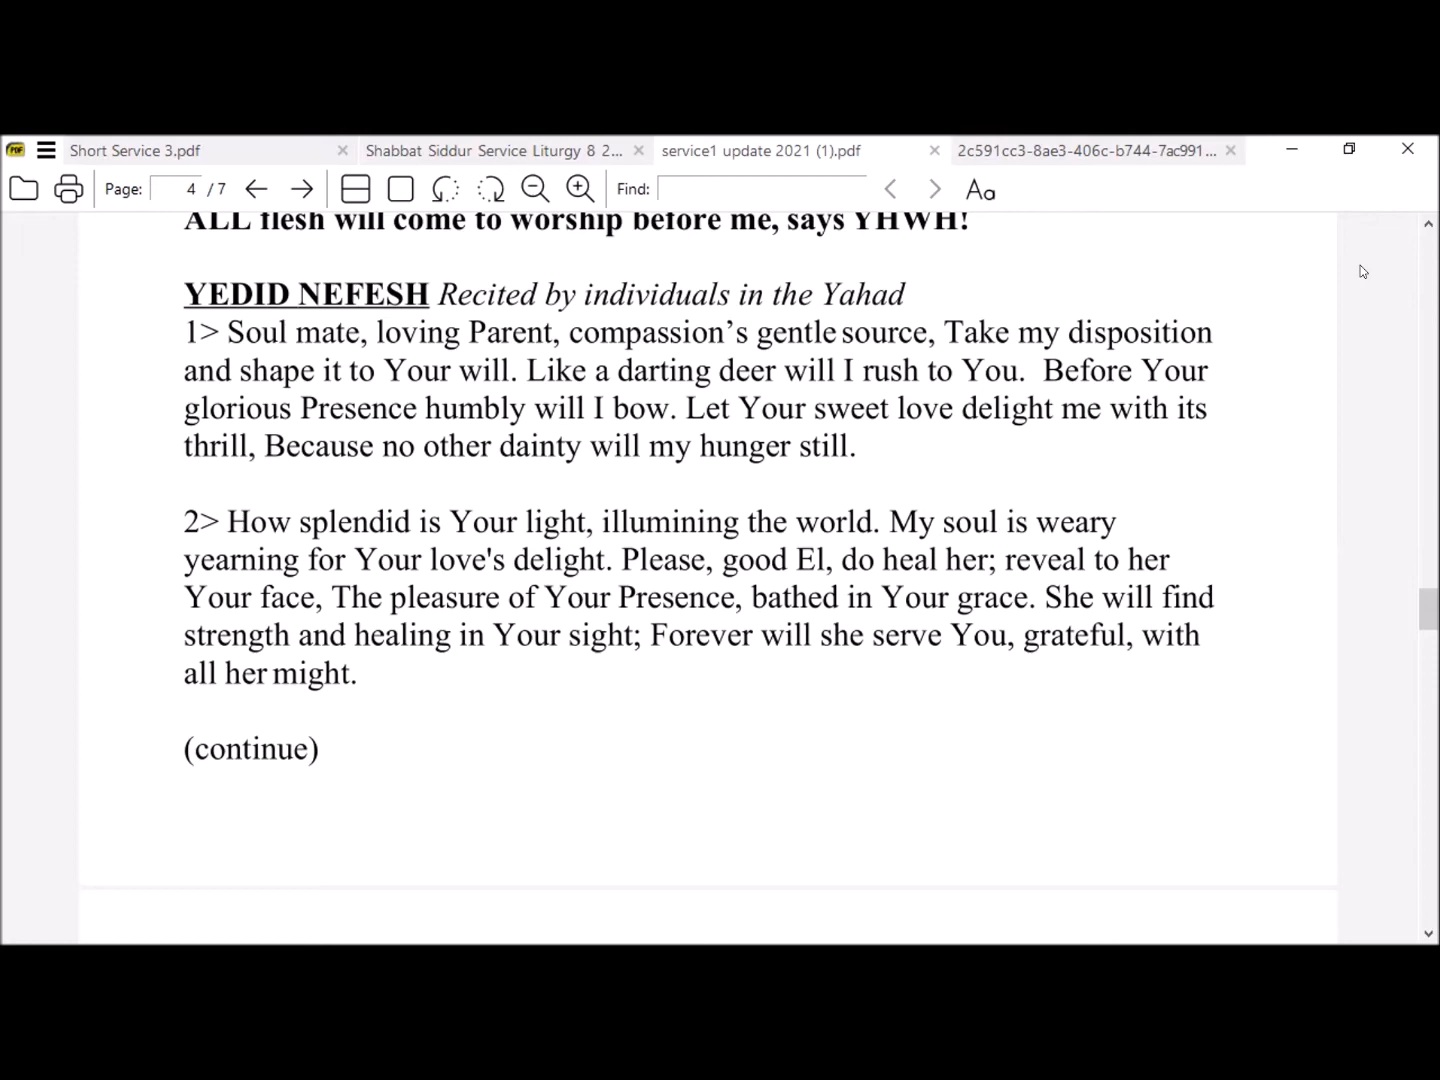 Short Service 3.pdf
Shabbat Siddur Service Liturgy 8 2...
service1 update 2021 (1).pdf
2c591cc3-8ae3-406c-b744-7ac991...
Page: 4 / 7
Find:
Aa
ALL flesh will come to worship before me, says YHWH!
YEDID NEFESH Recited by individuals in the Yahad
1> Soul mate, loving Parent, compassion’s gentle source, Take my disposition
and shape it to Your will. Like a darting deer will I rush to You. Before Your
glorious Presence humbly will I bow. Let Your sweet love delight me with its
thrill, Because no other dainty will my hunger still.
2> How splendid is Your light, illumining the world. My soul is weary
yearning for Your love's delight. Please, good El, do heal her; reveal to her
Your face, The pleasure of Your Presence, bathed in Your grace. She will find
strength and healing in Your sight; Forever will she serve You, grateful, with
all her might.
(continue)